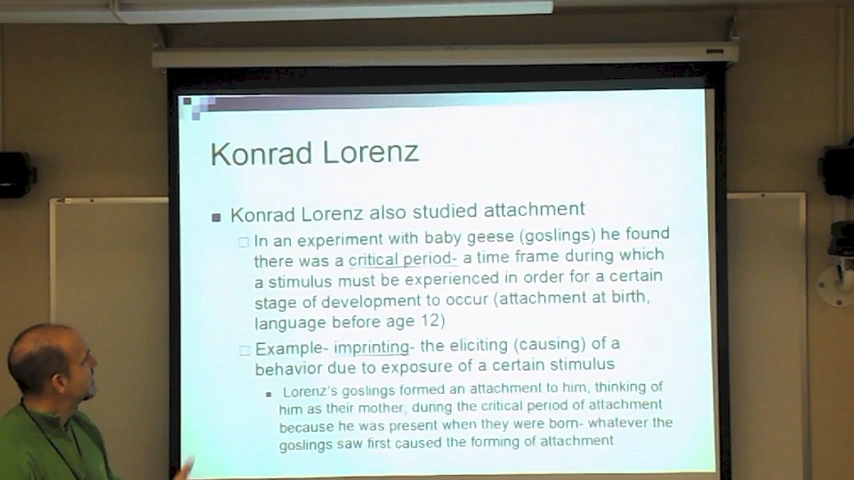 Konrad Lorenz
Konrad Lorenz also studied attachment
In an experiment with baby geese (goslings) he found
there was a critical period- a time frame during which
a stimulus must be experienced in order for a certain
stage of development to occur (attachment at birth,
language before age 12)
Example- imprinting- the eliciting (causing) of a
behavior due to exposure of a certain stimulus
Lorenz's goslings formed an attachment to him, thinking of
him as their mother, during the critical period of attachment
because he was present when they were born- whatever the
goslings saw first caused the forming of attachment